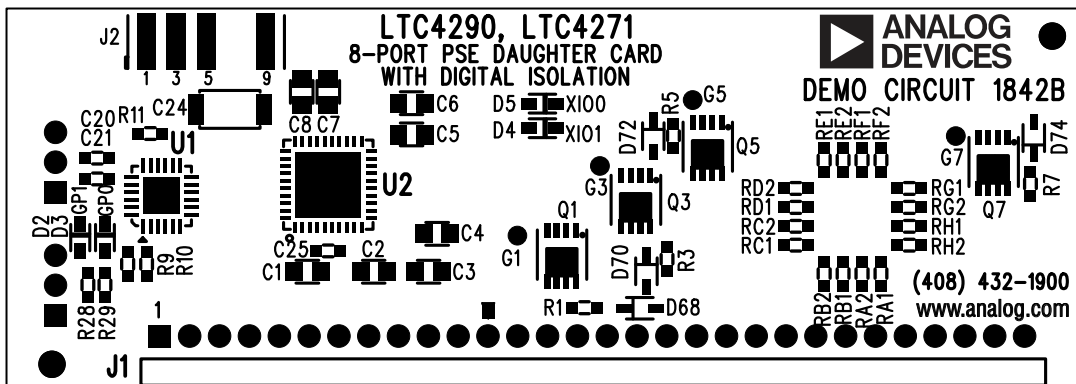 LTC4290, LTC4271
8-PORT PSE DAUGHTER CARD
WITH DIGITAL ISOLATION
ANALOG
DEVICES
DEMO CIRCUIT 1842B
J2
1 3 5 9
C24
R11
C20
C21
U1
GP1
GP0
D2
D3
R9
R10
R28
R29
C8
C7
C6
C5
U2
C25
C1
C2
C3
C4
D5
XIO0
D4
XIO1
D72
R5
G5
Q5
G3
Q3
G1
Q1
D70
R3
R1
D68
RF1
RE2
RE1
RF2
RD2
RD1
RC2
RC1
RG1
RG2
RH1
RH2
RB2
RB1
RA2
RA1
G7
Q7
D74
R7
(408) 432-1900
www.analog.com
1
J1